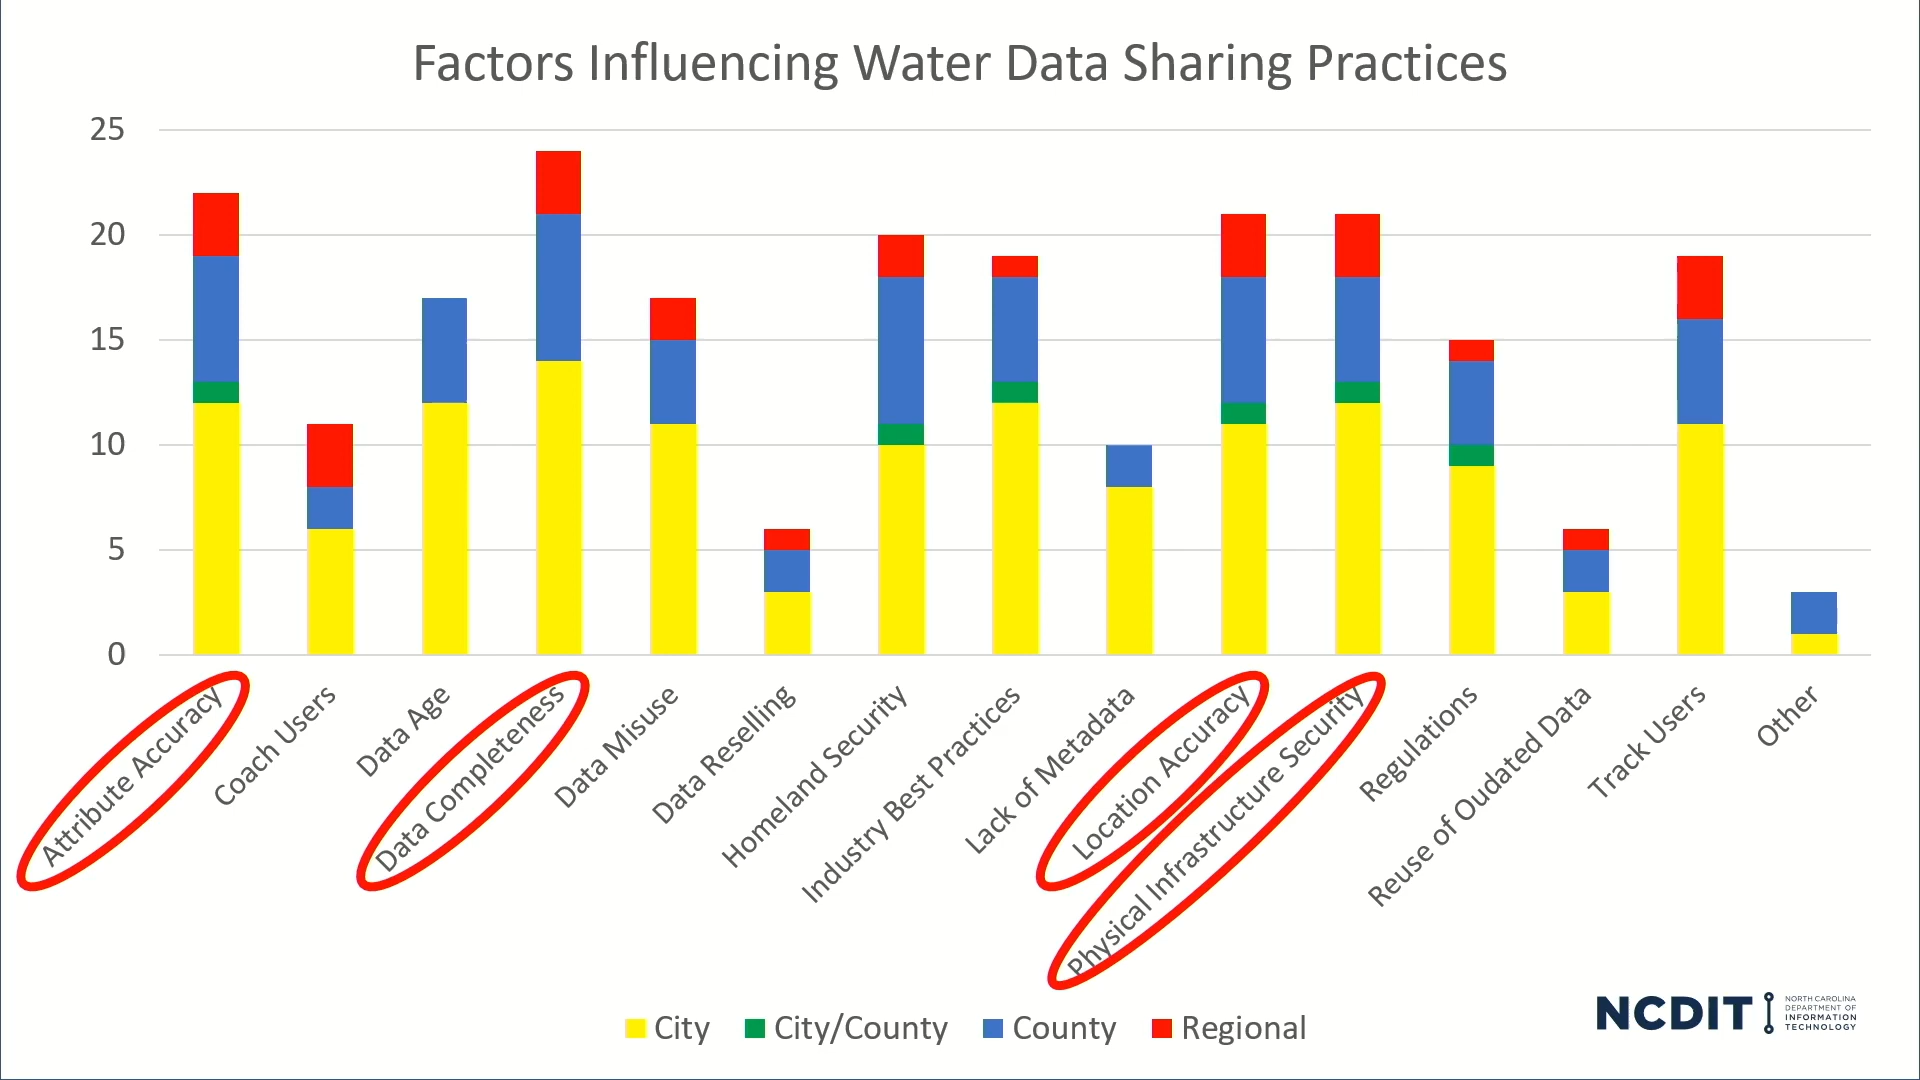 Factors Influencing Water Data Sharing Practices
25
20
15
10
5
0
Attribute Accuracy
Coach Users
Data Age
Data Completeness
Data Misuse
Data Reselling
Homeland Security
Industry Best Practices
Lack of Metadata
Location Accuracy
Physical Infrastructure Security
Regulations
Reuse of Oudated Data
Track Users
Other
City
City/County
County
Regional
NCDIT
NORTH CAROLINA
DEPARTMENT OF
INFORMATION
TECHNOLOGY